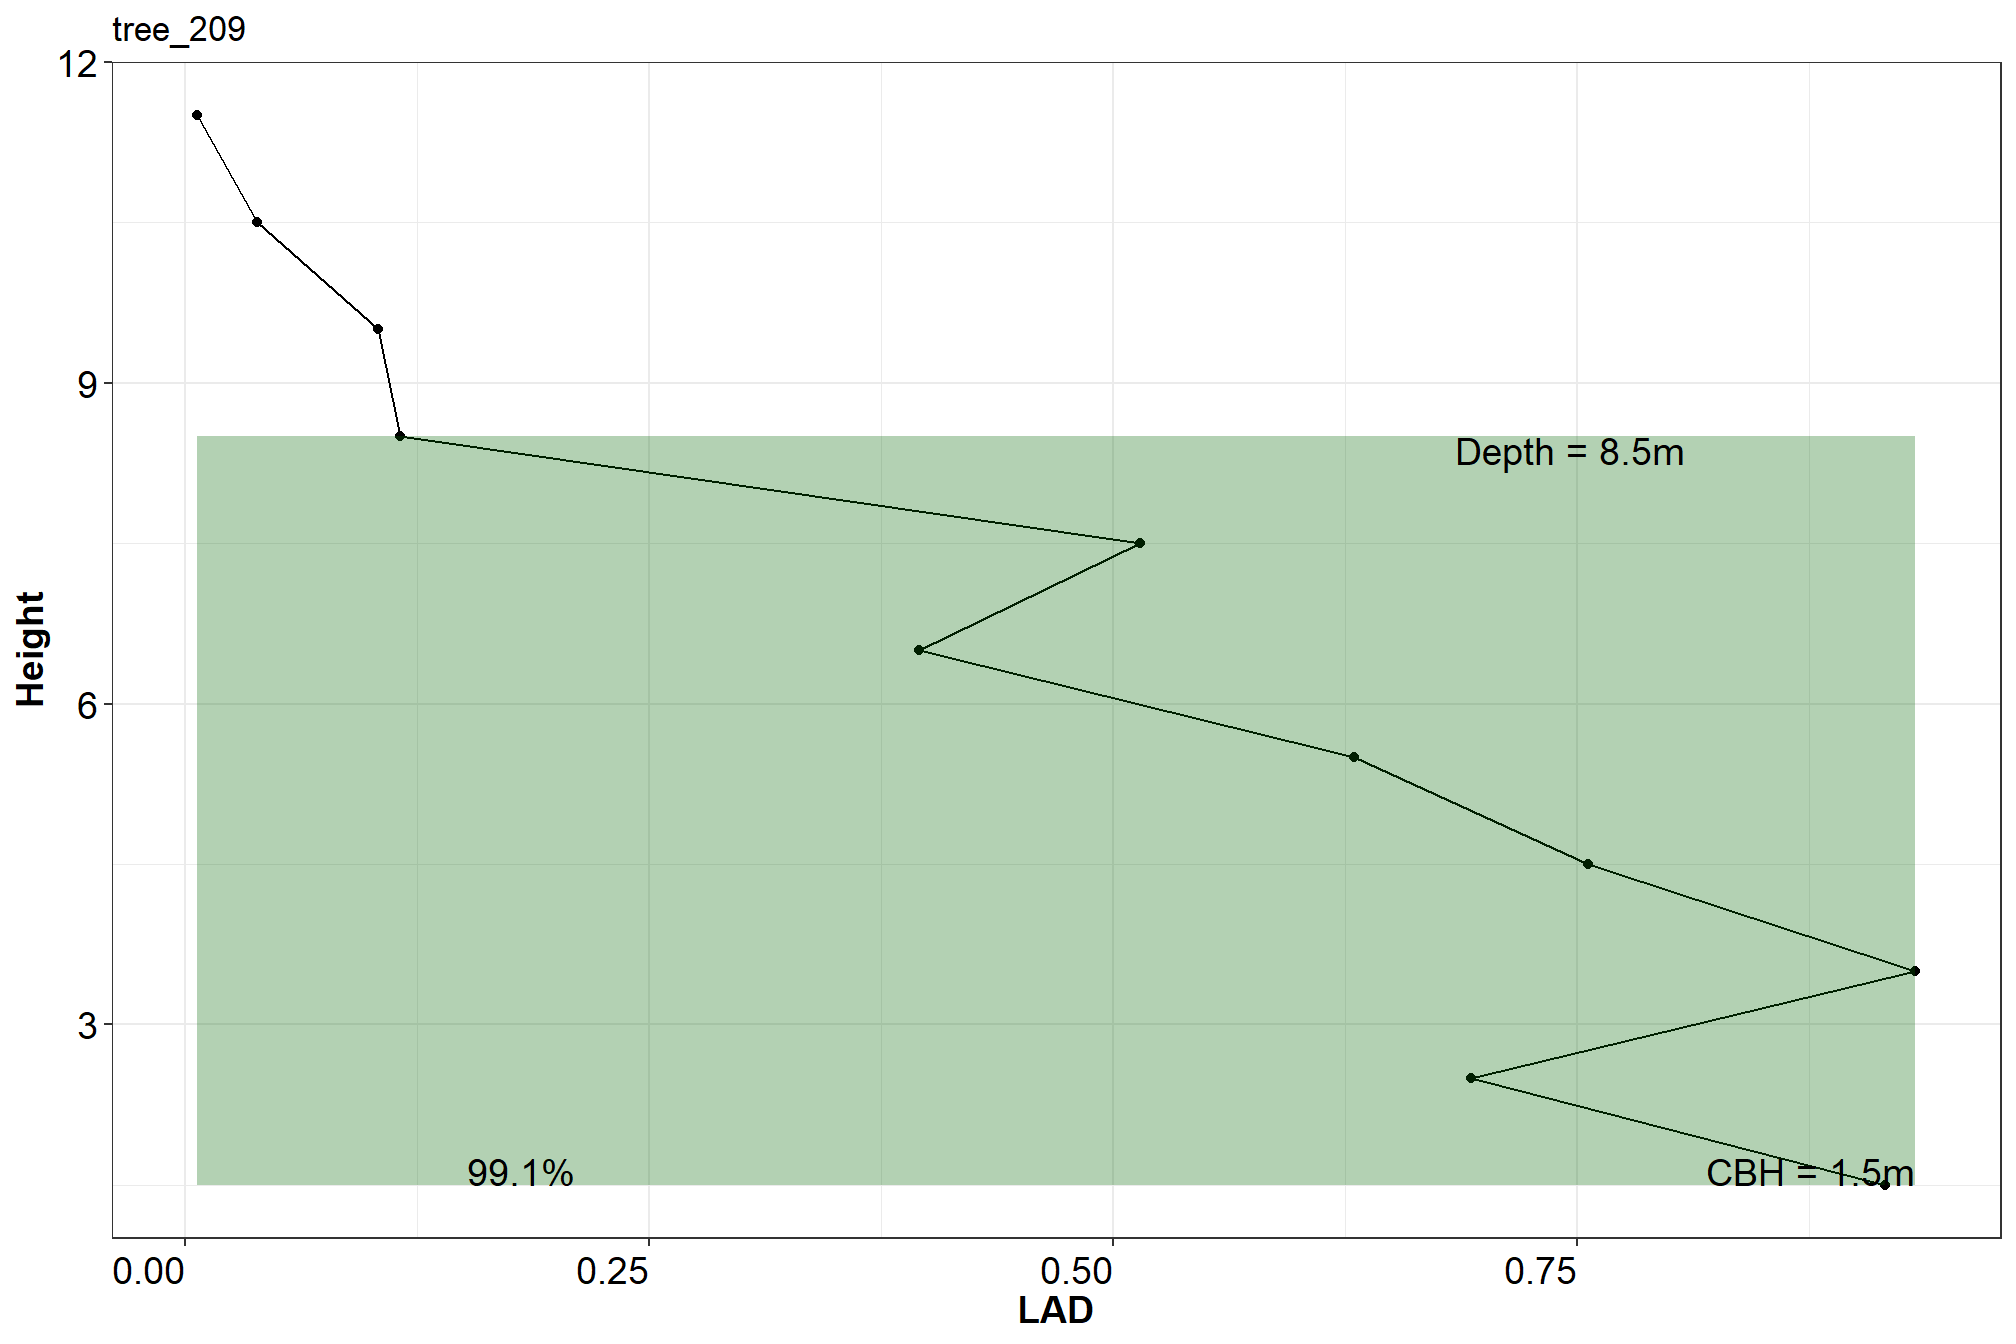 tree_209
12
9
6
3
Height
Depth = 8.5m
99.1%
CBH = 1.5m
0.00
0.25
0.50
0.75
LAD